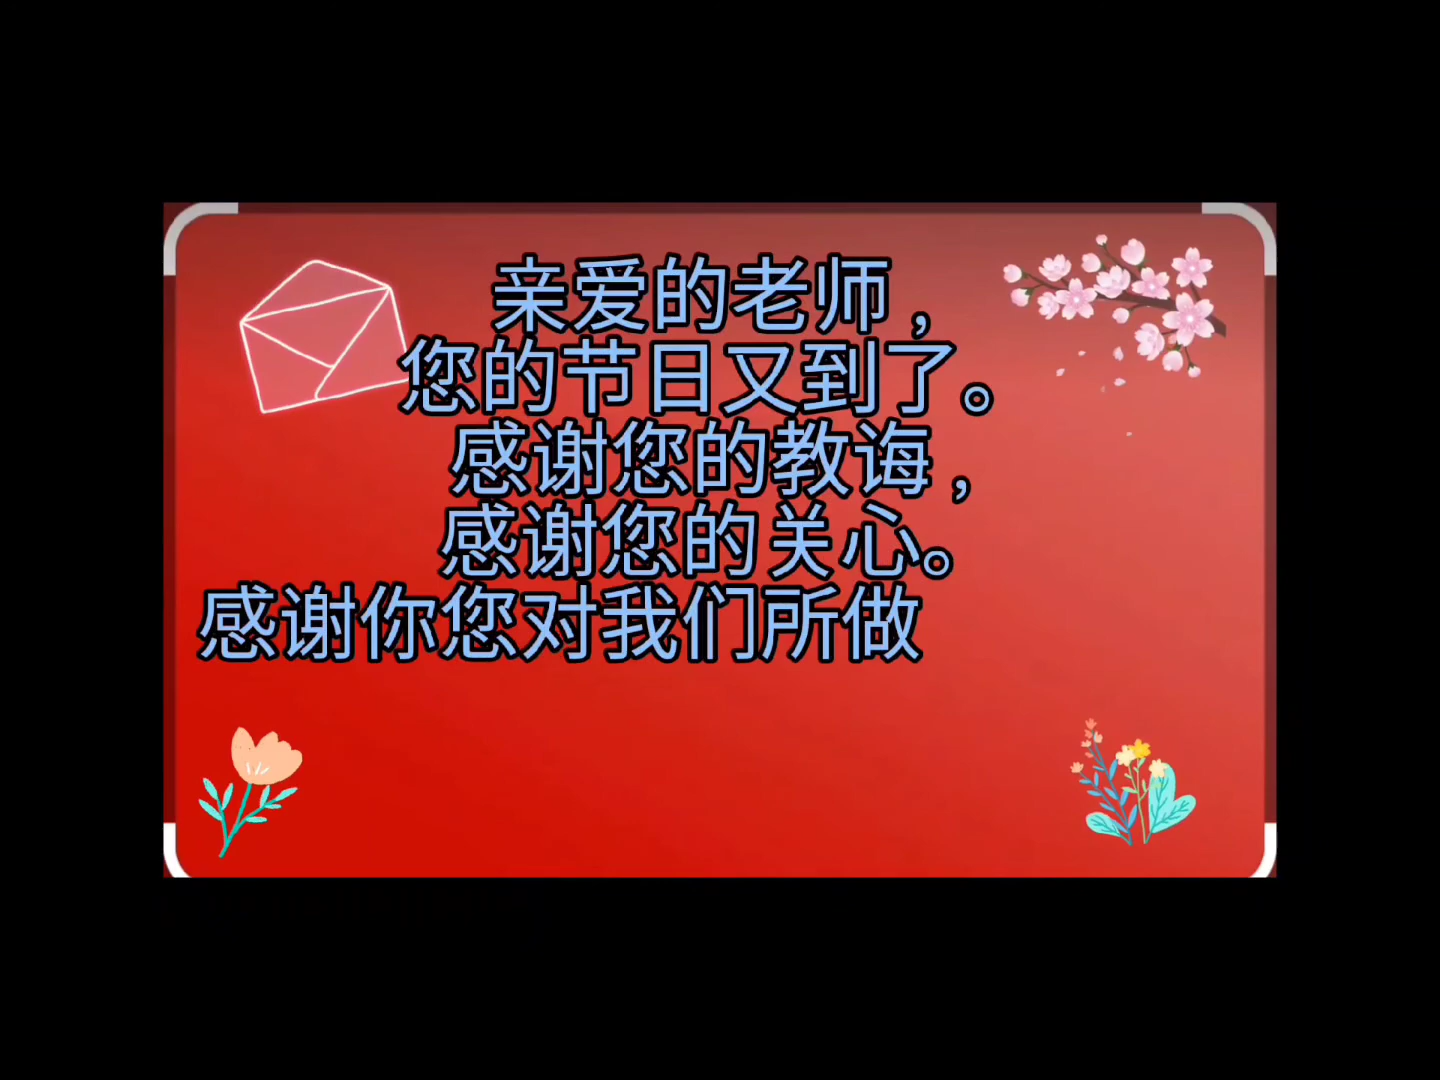 亲爱的老师，
您的节日又到了。
感谢您的教诲，
感谢您的关心。
感谢你您对我们所做